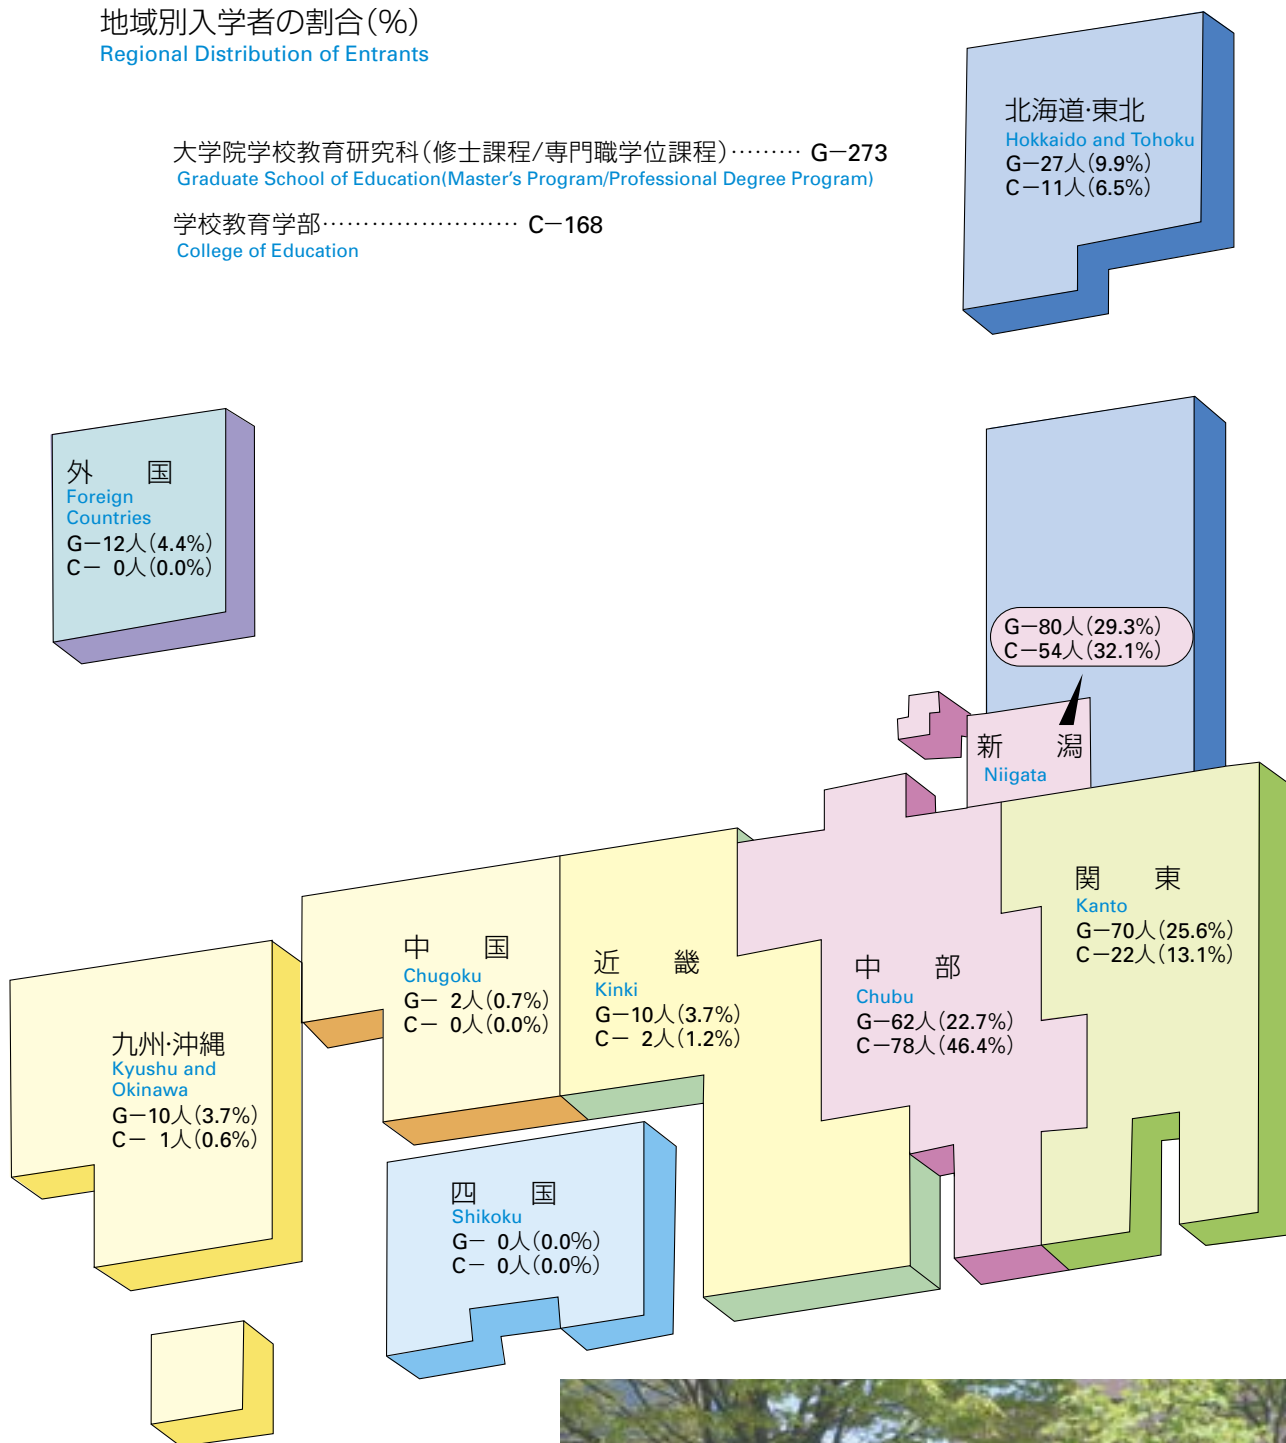 地域別入学者の割合(%)
Regional Distribution of Entrants
大学院学校教育研究科(修士課程/専門職学位課程)········· G−273
Graduate School of Education(Master's Program/Professional Degree Program)
学校教育学部······················ C−168
College of Education
北海道·東北
Hokkaido and Tohoku
G−27人(9.9%)
C−11人(6.5%)
外 国
Foreign
Countries
G−12人(4.4%)
C− 0人(0.0%)
G−80人(29.3%)
C−54人(32.1%)
新 潟
Niigata
関 東
Kanto
G−70人(25.6%)
C−22人(13.1%)
中 部
Chubu
G−62人(22.7%)
C−78人(46.4%)
近 畿
Kinki
G−10人(3.7%)
C− 2人(1.2%)
中 国
Chugoku
G− 2人(0.7%)
C− 0人(0.0%)
九州·沖縄
Kyushu and
Okinawa
G−10人(3.7%)
C− 1人(0.6%)
四 国
Shikoku
G− 0人(0.0%)
C− 0人(0.0%)